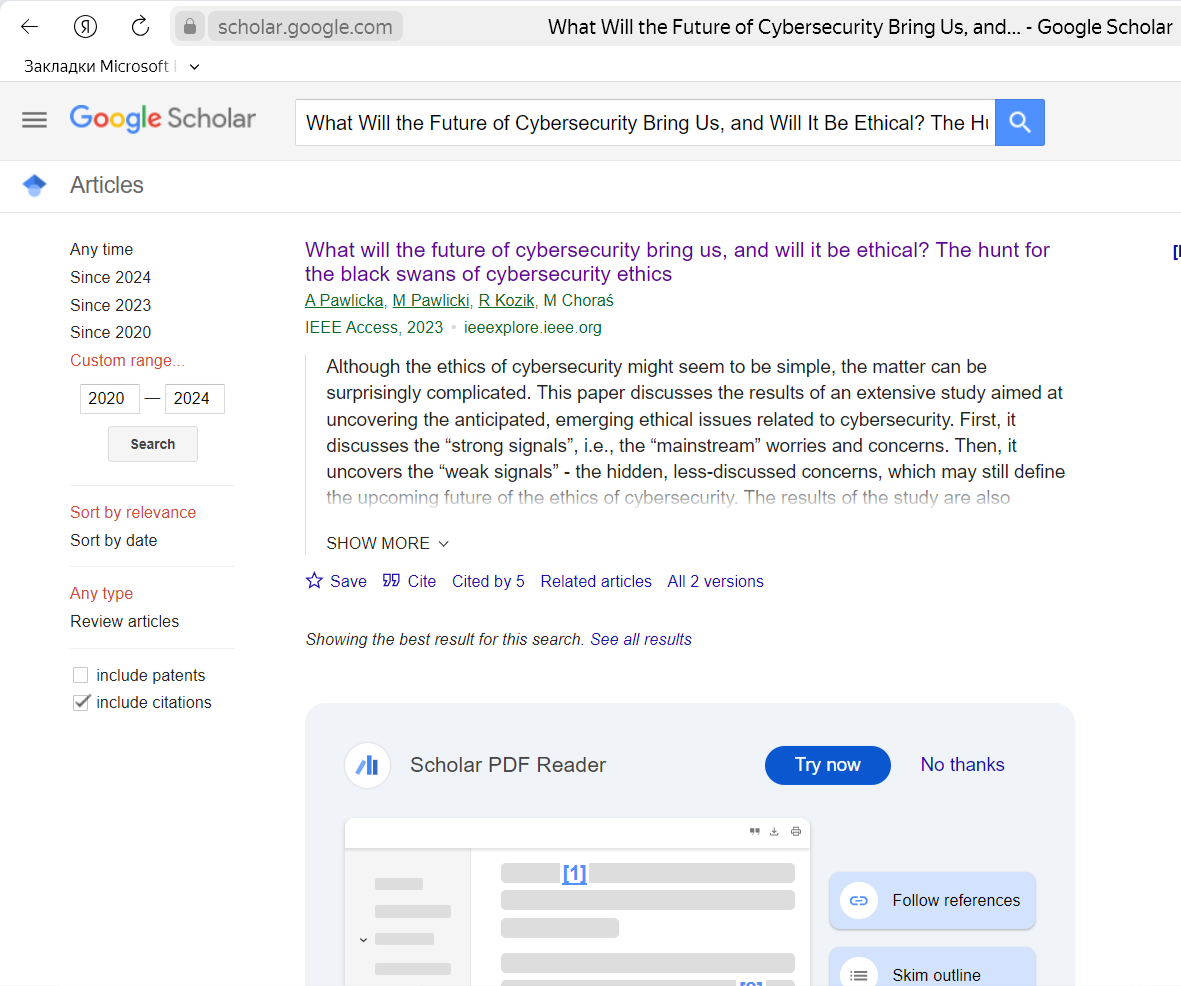 Я
scholar.google.com
What Will the Future of Cybersecurity Bring Us, and... - Google Scholar
Закладки Microsoft
Google Scholar
What Will the Future of Cybersecurity Bring Us, and Will It Be Ethical? The
Articles
Any time
Since 2024
Since 2023
Since 2020
Custom range...
2020 — 2024
Search
Sort by relevance
Sort by date
Any type
Review articles
include patents
include citations
What will the future of cybersecurity bring us, and will it be ethical? The hunt for
the black swans of cybersecurity ethics
A Pawlicka, M Pawlicki, R Kozik, M Choraś
IEEE Access, 2023 • ieeexplore.ieee.org
Although the ethics of cybersecurity might seem to be simple, the matter can be
surprisingly complicated. This paper discusses the results of an extensive study aimed at
uncovering the anticipated, emerging ethical issues related to cybersecurity. First, it
discusses the “strong signals”, i.e., the “mainstream” worries and concerns. Then, it
uncovers the “weak signals” - the hidden, less-discussed concerns, which may still define
the upcoming future of the ethics of cybersecurity. The results of the study are also
SHOW MORE
Save Cite Cited by 5 Related articles All 2 versions
Showing the best result for this search. See all results
Scholar PDF Reader
Try now
No thanks
[1]
Follow references
Skim outline